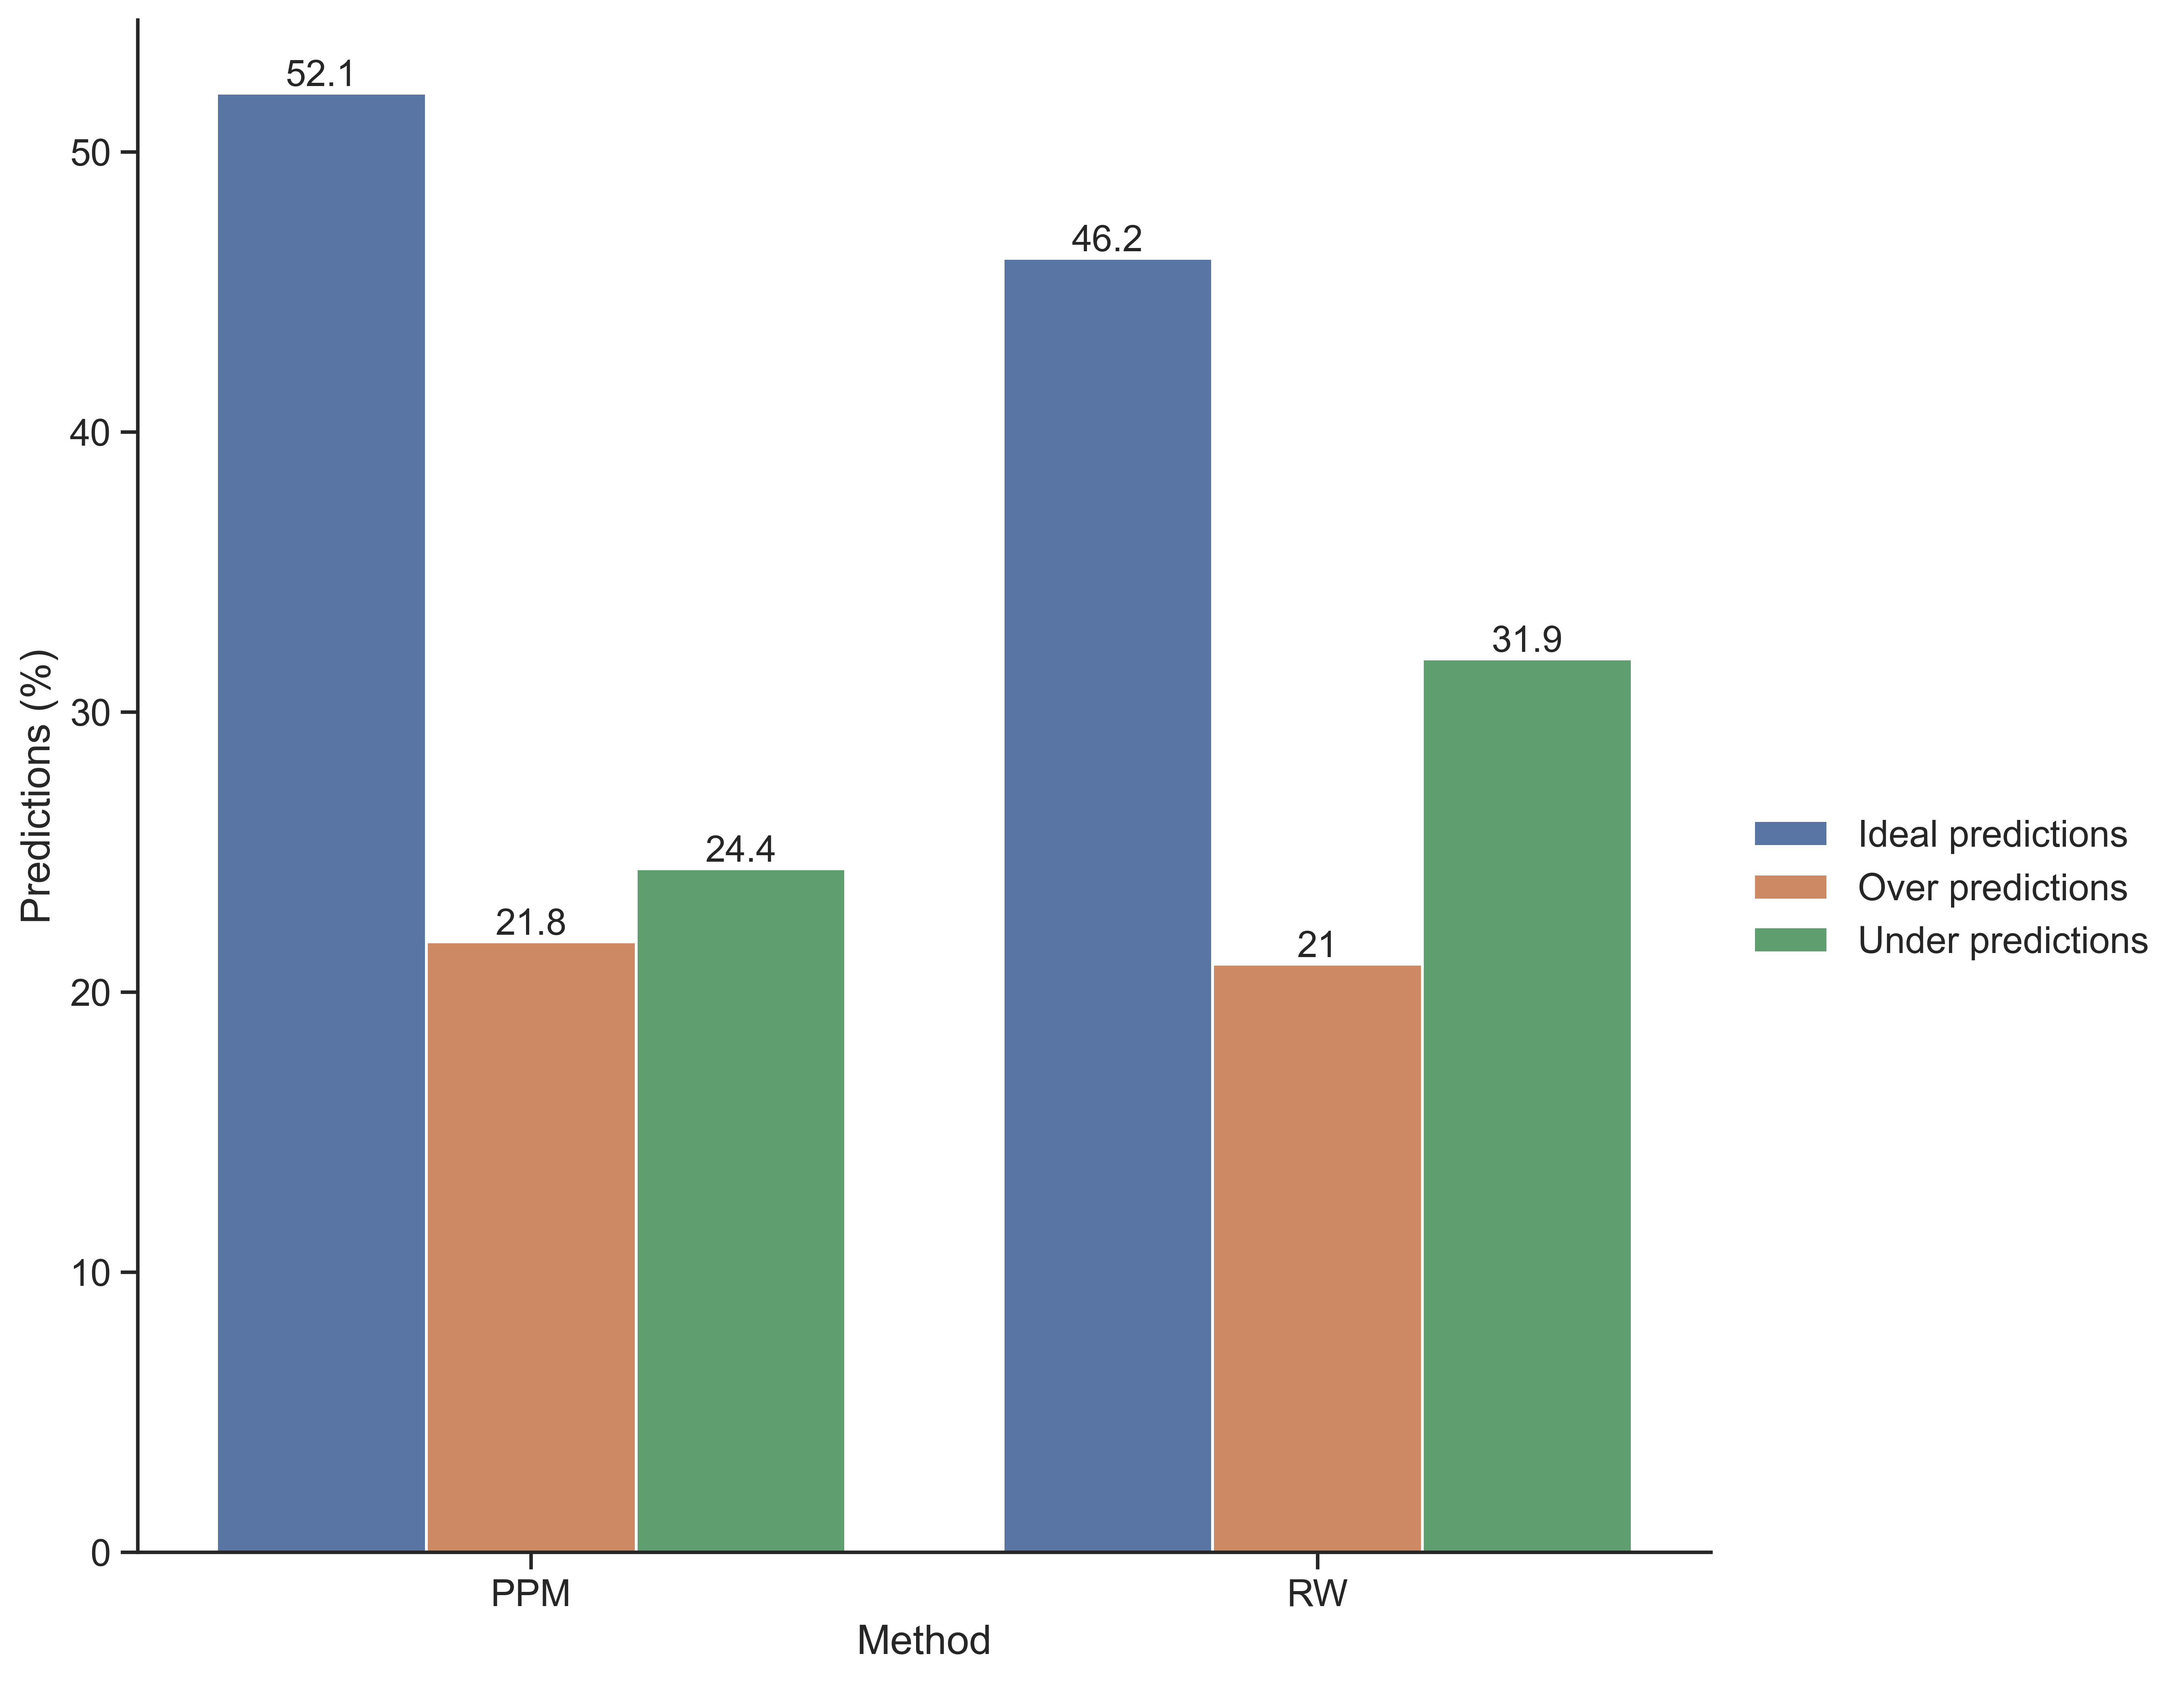 52.1
50
46.2
40
31.9
30
24.4
21.8
21
20
10
0
Predictions (%)
PPM
RW
Method
Ideal predictions
Over predictions
Under predictions